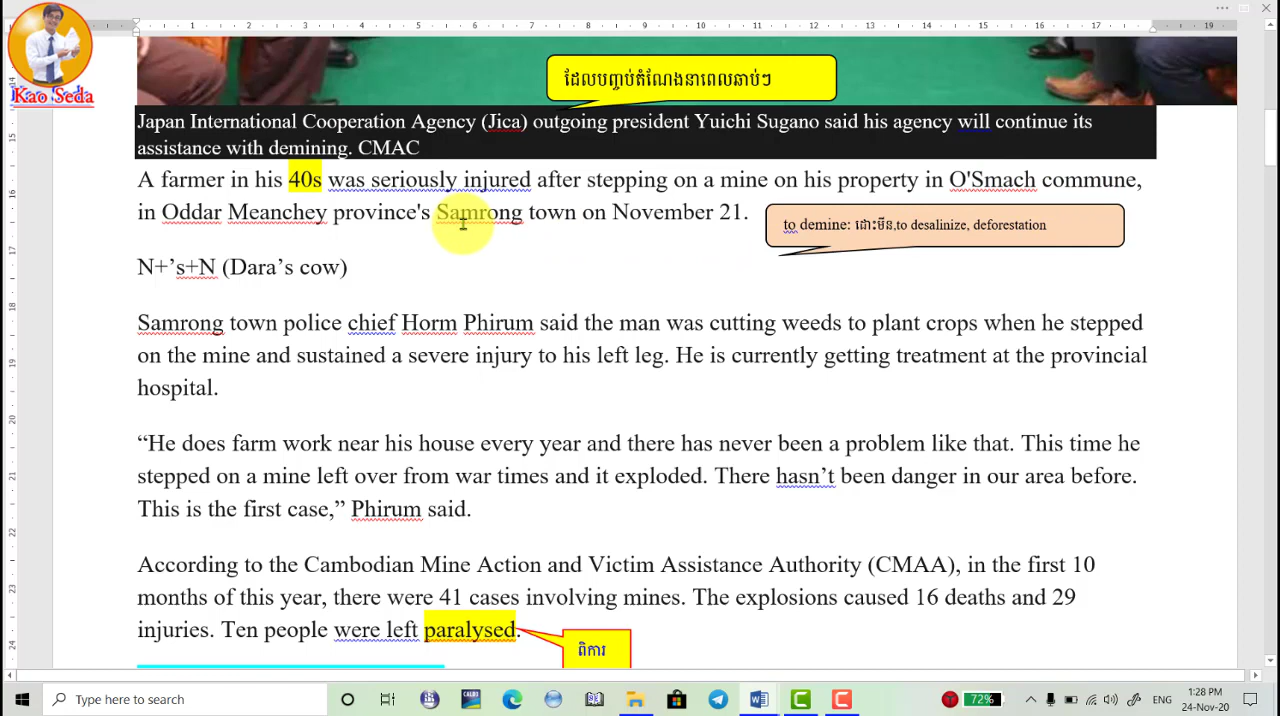 ដែលបញ្ចប់តំណែងនាពេលឆាប់ៗ
Kao Seda
Japan International Cooperation Agency (Jica) outgoing president Yuichi Sugano said his agency will continue its
assistance with demining. CMAC
A farmer in his 40s was seriously injured after stepping on a mine on his property in O'Smach commune,
in Oddar Meanchey province's Samrong town on November 21.
to demine: ដោះមីន,to desalinize, deforestation
N+’s+N (Dara’s cow)
Samrong town police chief Horm Phirum said the man was cutting weeds to plant crops when he stepped
on the mine and sustained a severe injury to his left leg. He is currently getting treatment at the provincial
hospital.
“He does farm work near his house every year and there has never been a problem like that. This time he
stepped on a mine left over from war times and it exploded. There hasn’t been danger in our area before.
This is the first case,” Phirum said.
According to the Cambodian Mine Action and Victim Assistance Authority (CMAA), in the first 10
months of this year, there were 41 cases involving mines. The explosions caused 16 deaths and 29
injuries. Ten people were left paralysed.
ពិការ
Type here to search
72%
ENG
1:28 PM
24-Nov-20